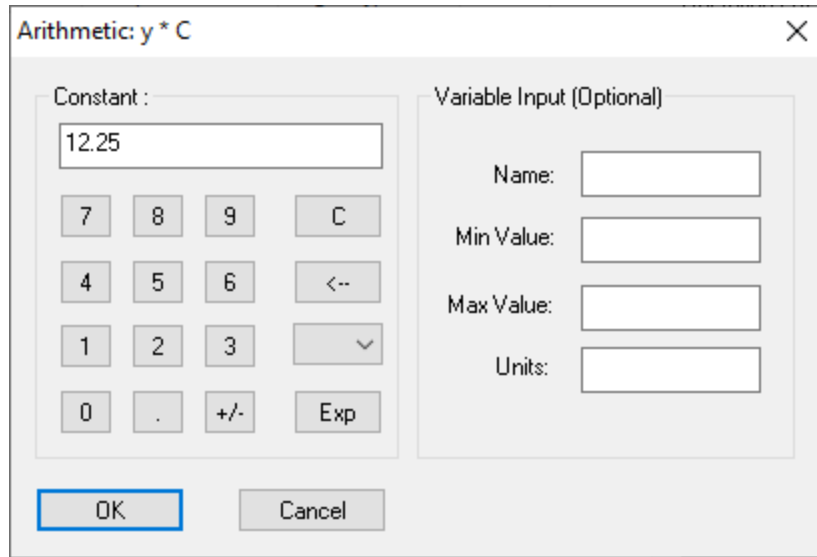 Arithmetic: y * C
Constant :
12.25
7 8 9 C
4 5 6 <--
1 2 3
0 . +/- Exp
Variable Input (Optional)
Name:
Min Value:
Max Value:
Units:
OK Cancel